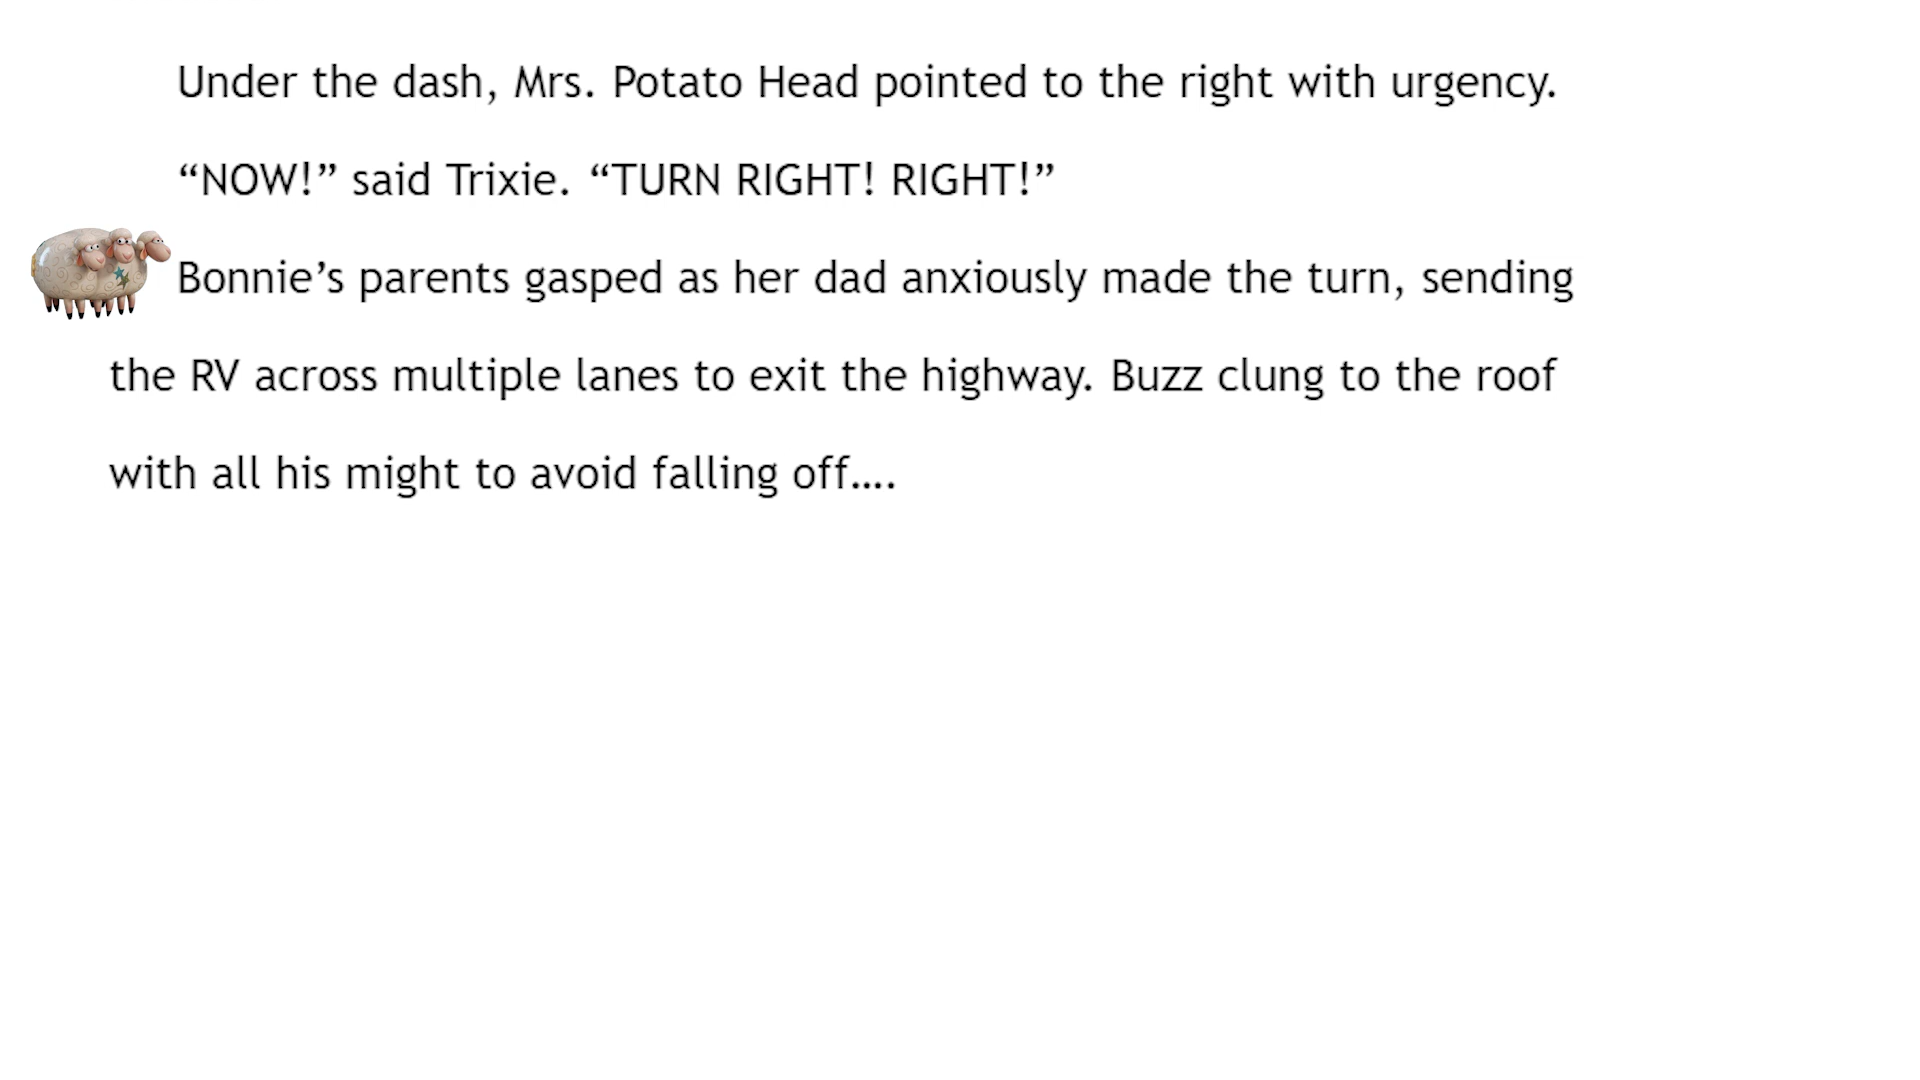 Under the dash, Mrs. Potato Head pointed to the right with urgency.
“NOW!” said Trixie. “TURN RIGHT! RIGHT!”
Bonnie’s parents gasped as her dad anxiously made the turn, sending
the RV across multiple lanes to exit the highway. Buzz clung to the roof
with all his might to avoid falling off....